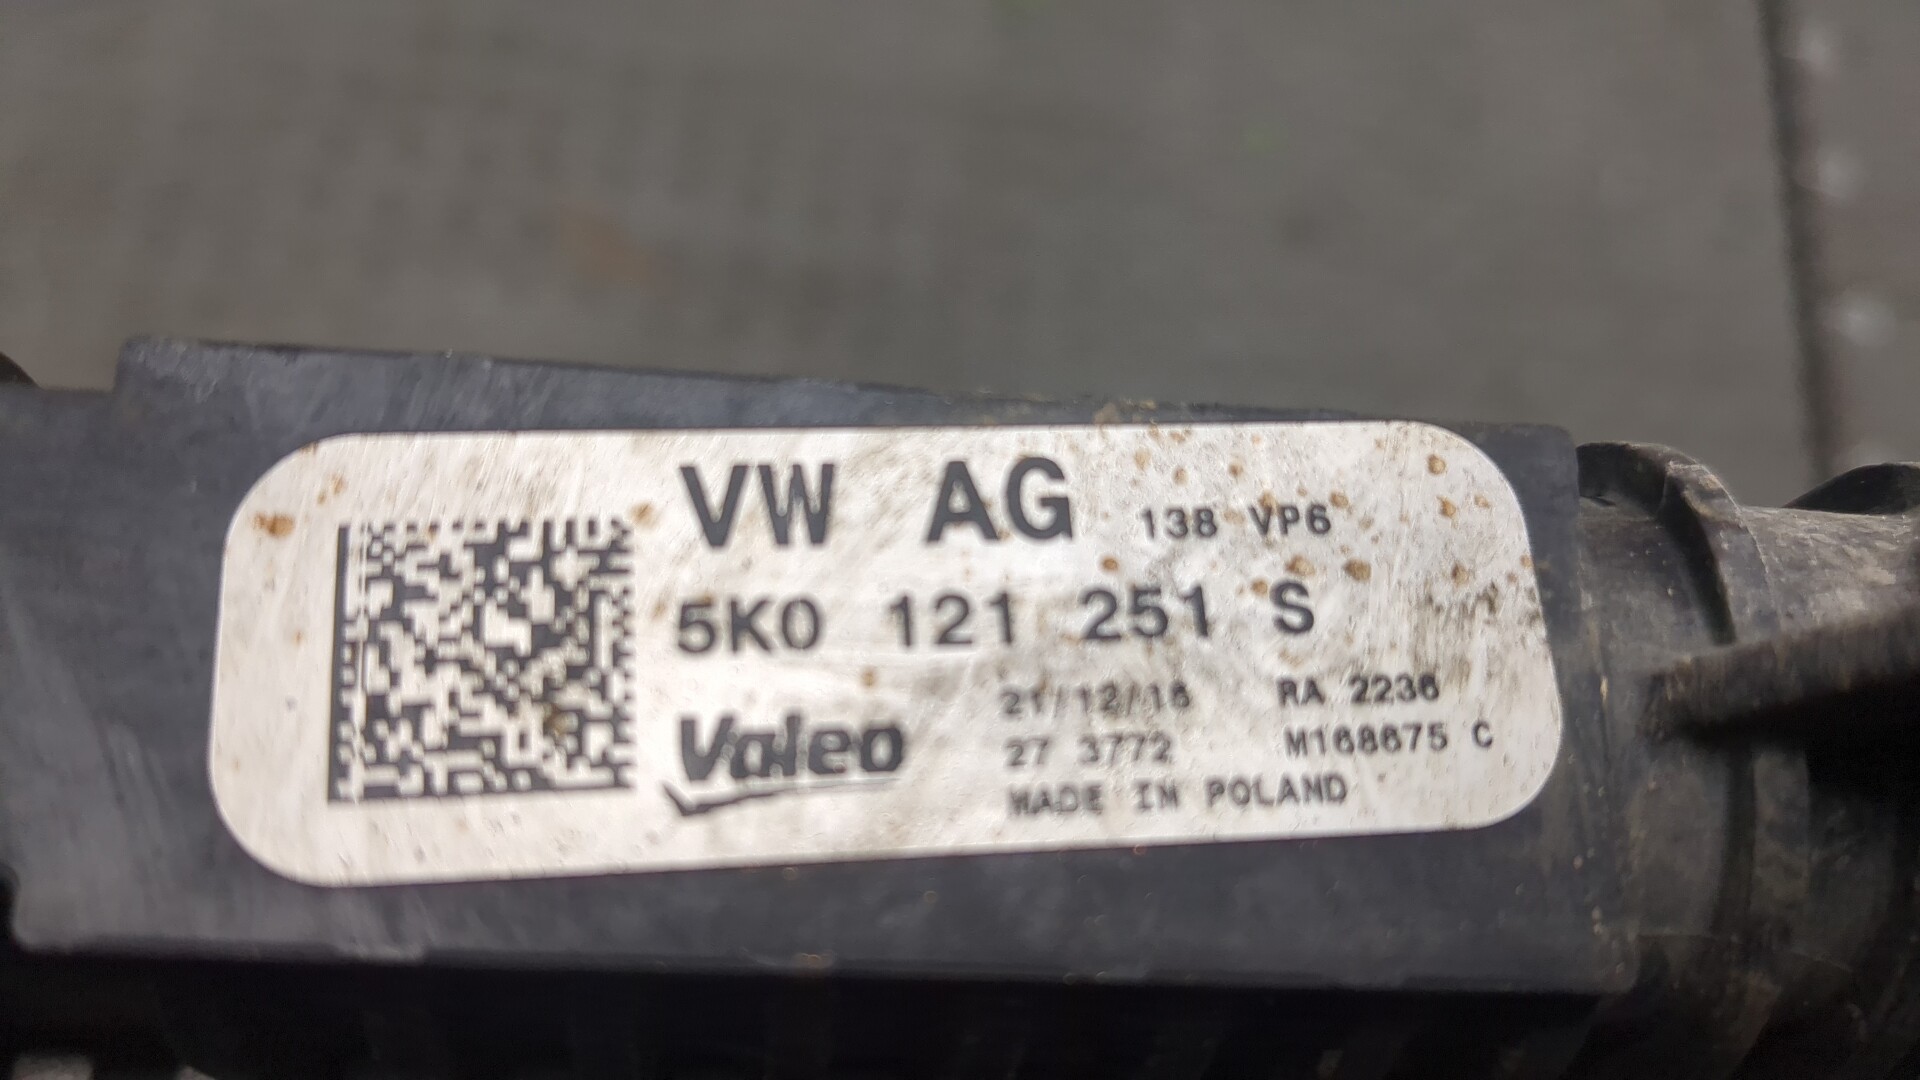 VW AG 138 VP6
5K0 121 251 S
21/12/16 RA 2236
Valeo 27 3772 M168675 C
MADE IN POLAND